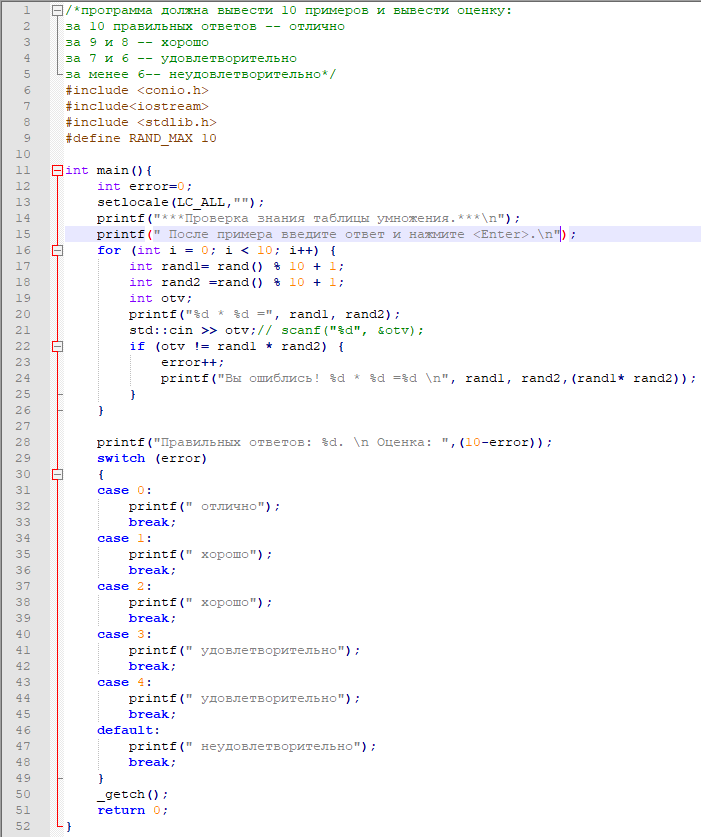 1 /*программа должна вывести 10 примеров и вывести оценку:
2 за 10 правильных ответов -- отлично
3 за 9 и 8 -- хорошо
4 за 7 и 6 -- удовлетворительно
5 за менее 6-- неудовлетворительно*/
6 #include <conio.h>
7 #include<iostream>
8 #include <stdlib.h>
9 #define RAND_MAX 10
10
11 int main(){
12     int error=0;
13     setlocale(LC_ALL,"");
14     printf("***Проверка знания таблицы умножения.***\n");
15     printf(" После примера введите ответ и нажмите <Enter>.\n");
16     for (int i = 0; i < 10; i++) {
17         int rand1= rand() % 10 + 1;
18         int rand2 =rand() % 10 + 1;
19         int otv;
20         printf("%d * %d =", rand1, rand2);
21         std::cin >> otv;// scanf("%d", &otv);
22         if (otv != rand1 * rand2) {
23             error++;
24             printf("Вы ошиблись! %d * %d =%d \n", rand1, rand2,(rand1* rand2));
25         }
26     }
27
28     printf("Правильных ответов: %d. \n Оценка: ",(10-error));
29     switch (error)
30     {
31     case 0:
32         printf(" отлично");
33         break;
34     case 1:
35         printf(" хорошо");
36         break;
37     case 2:
38         printf(" хорошо");
39         break;
40     case 3:
41         printf(" удовлетворительно");
42         break;
43     case 4:
44         printf(" удовлетворительно");
45         break;
46     default:
47         printf(" неудовлетворительно");
48         break;
49     }
50     _getch();
51     return 0;
52 }